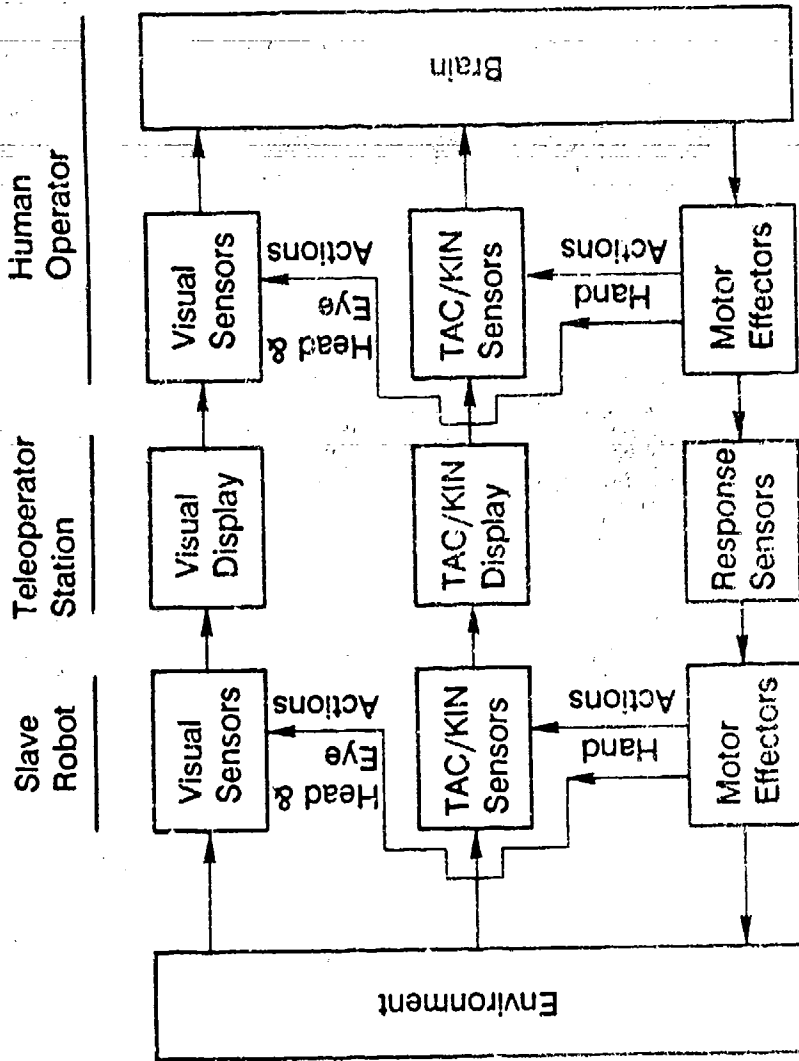 Slave
Robot
Teleoperator
Station
Human
Operator
Environment
Visual
Sensors
Visual
Display
Visual
Sensors
Brain
Head &
Eye
Actions
Head &
Eye
Actions
TAC/KIN
Sensors
TAC/KIN
Display
TAC/KIN
Sensors
Hand
Actions
Hand
Actions
Motor
Effectors
Response
Sensors
Motor
Effectors